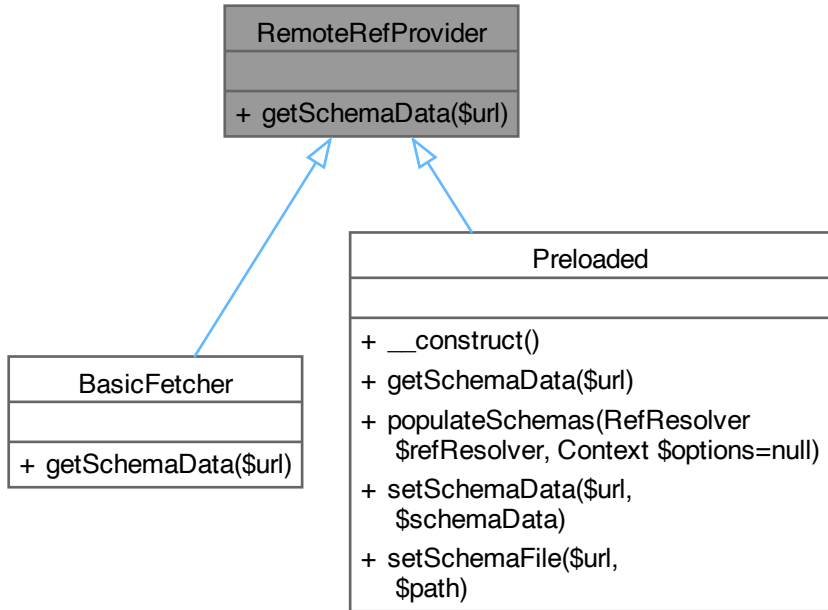 RemoteRefProvider
+ getSchemaData($url)
Preloaded
+ __construct()
+ getSchemaData($url)
+ populateSchemas(RefResolver
$refResolver, Context $options=null)
+ setSchemaData($url,
$schemaData)
+ setSchemaFile($url,
$path)
BasicFetcher
+ getSchemaData($url)